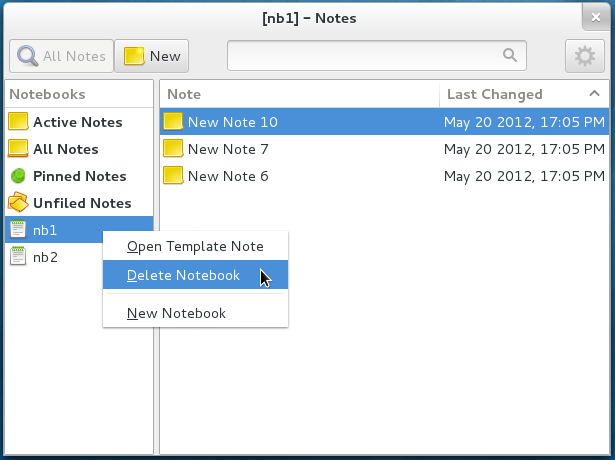 [nb1] – Notes
All Notes
New
Notebooks
Note
Last Changed
Active Notes
New Note 10
May 20 2012, 17:05 PM
All Notes
New Note 7
May 20 2012, 17:05 PM
Pinned Notes
New Note 6
May 20 2012, 17:05 PM
Unfiled Notes
nb1
nb2
Open Template Note
Delete Notebook
New Notebook